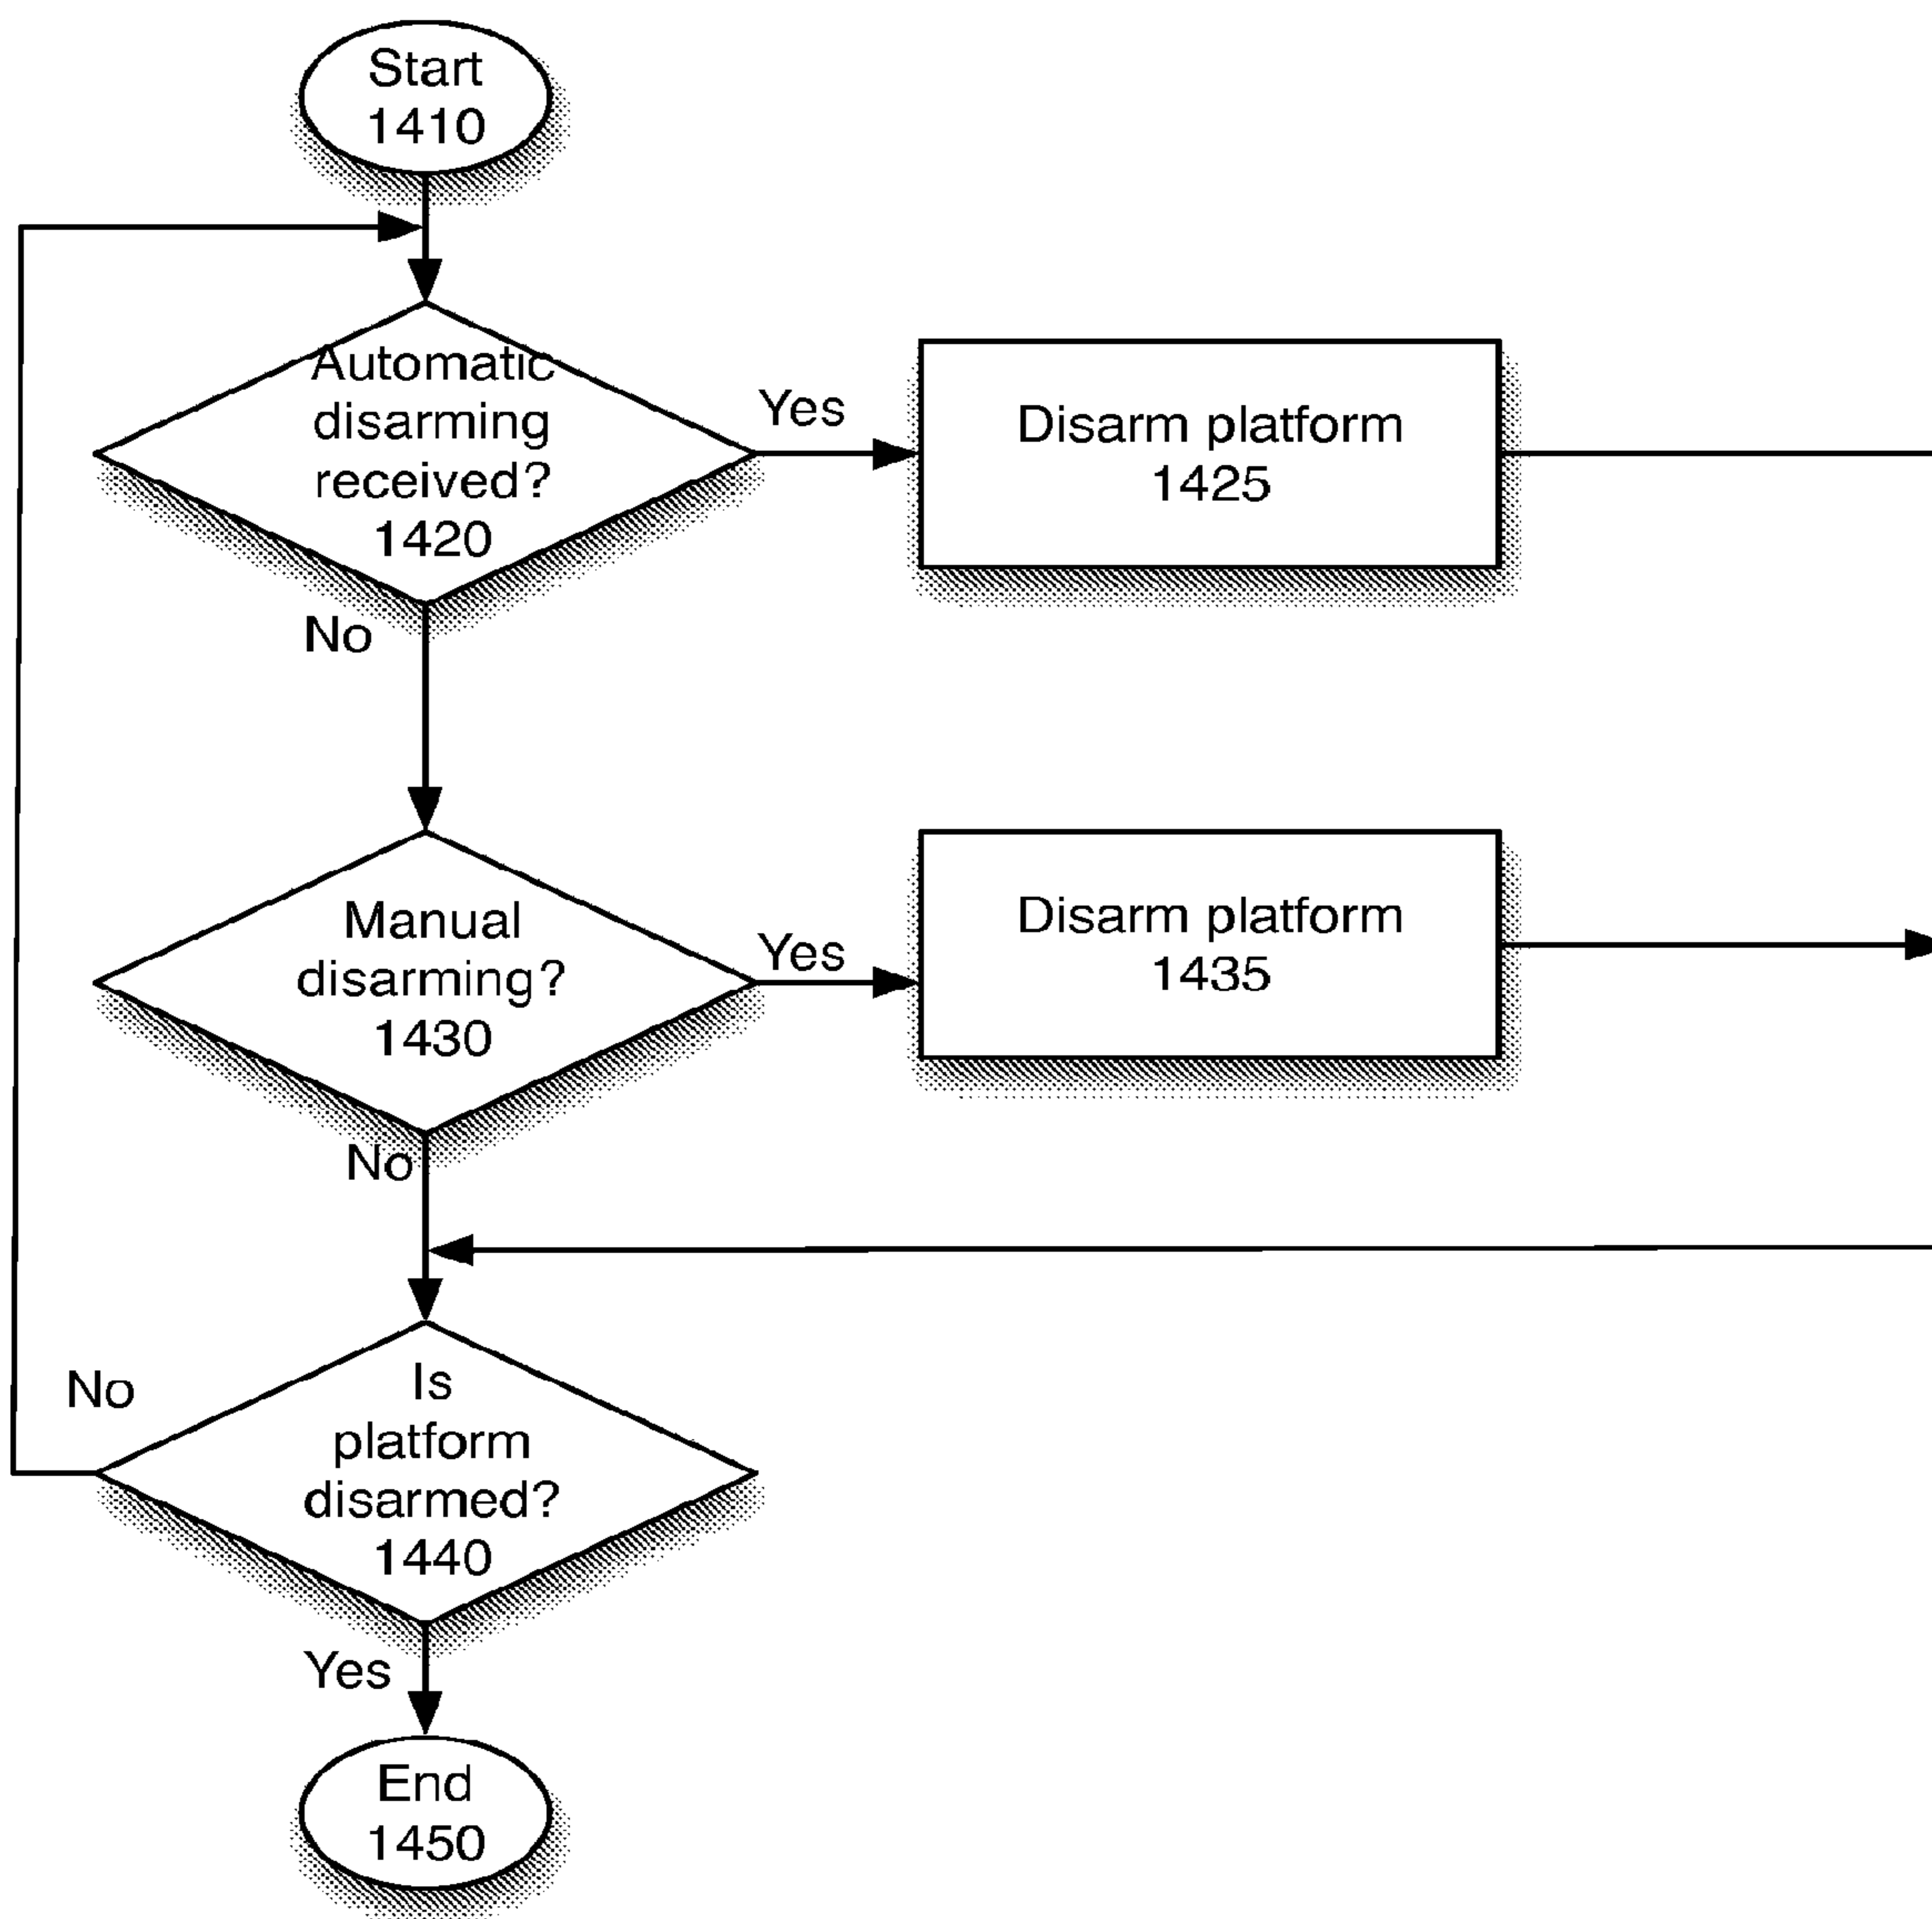 Start
1410
Automatic
disarming
received?
1420
Yes
Disarm platform
1425
No
Manual
disarming?
1430
Yes
Disarm platform
1435
No
Is
platform
disarmed?
1440
No
Yes
End
1450